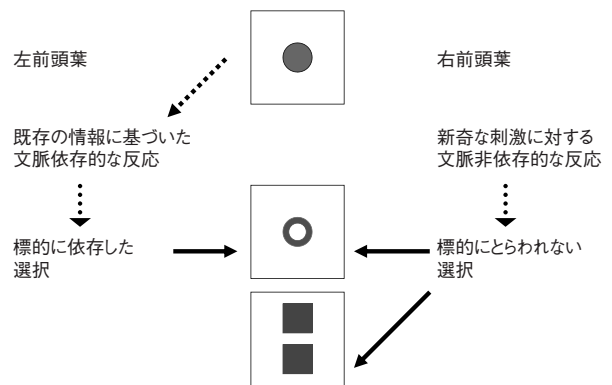 左前頭葉
右前頭葉
既存の情報に基づいた
文脈依存的な反応
新奇な刺激に対する
文脈非依存的な反応
標的に依存した
選択
標的にとらわれない
選択